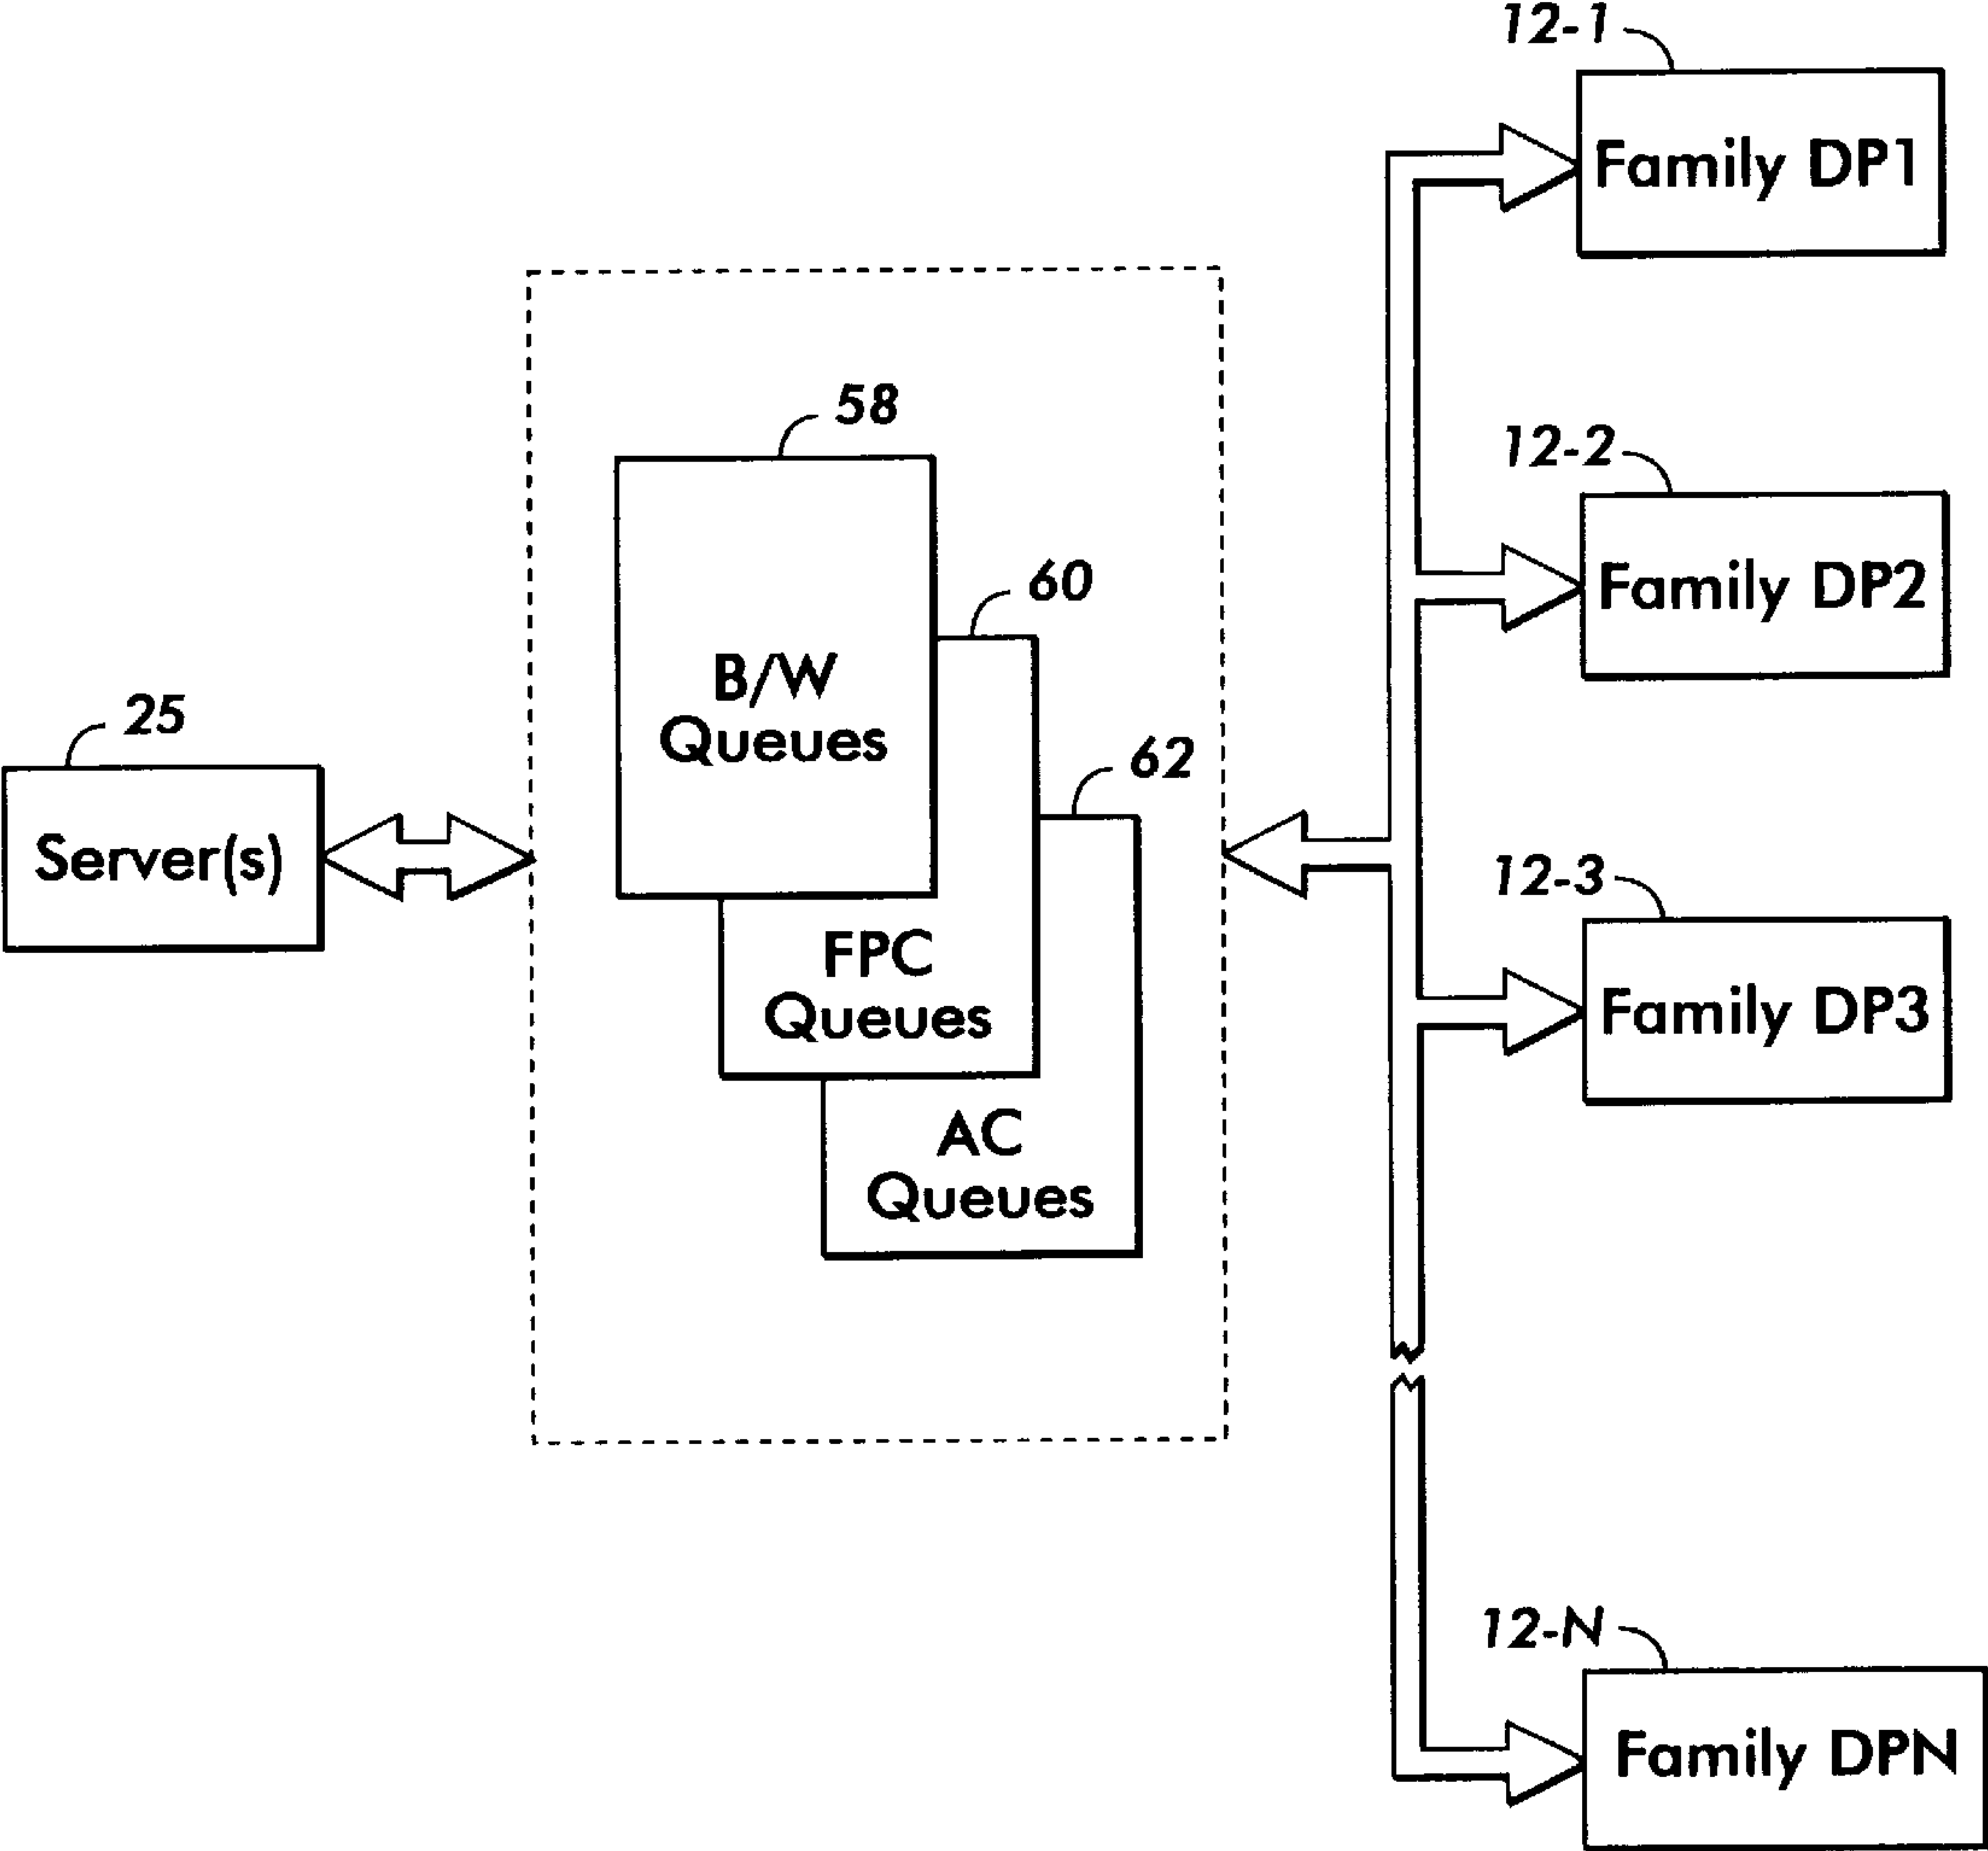 12-1
Family DP1
58
12-2
60
Family DP2
B/W
Queues
25
62
Server(s)
12-3
FPC
Queues
Family DP3
AC
Queues
12-N
Family DPN